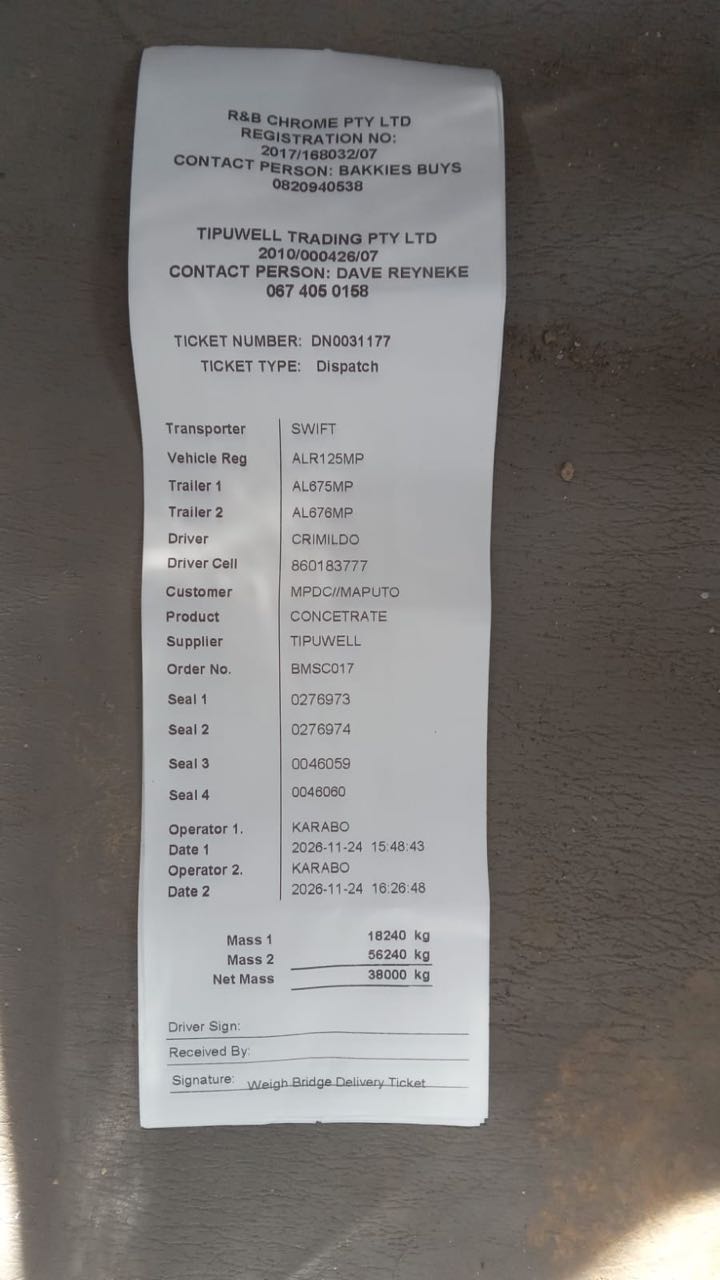 R&B CHROME PTY LTD
REGISTRATION NO:
2017/168032/07
CONTACT PERSON: BAKKIES BUYS
0820940538
TIPUWELL TRADING PTY LTD
2010/000426/07
CONTACT PERSON: DAVE REYNEKE
067 405 0158
TICKET NUMBER: DN0031177
TICKET TYPE: Dispatch
Transporter SWIFT
Vehicle Reg ALR125MP
Trailer 1 AL675MP
Trailer 2 AL676MP
Driver CRIMILDO
Driver Cell 860183777
Customer MPDC//MAPUTO
Product CONCETRATE
Supplier TIPUWELL
Order No. BMSC017
Seal 1 0276973
Seal 2 0276974
Seal 3 0046059
Seal 4 0046060
Operator 1. KARABO
Date 1 2026-11-24 15:48:43
Operator 2. KARABO
Date 2 2026-11-24 16:26:48
Mass 1 18240 kg
Mass 2 56240 kg
Net Mass 38000 kg
Driver Sign:
Received By:
Signature: Weigh Bridge Delivery Ticket